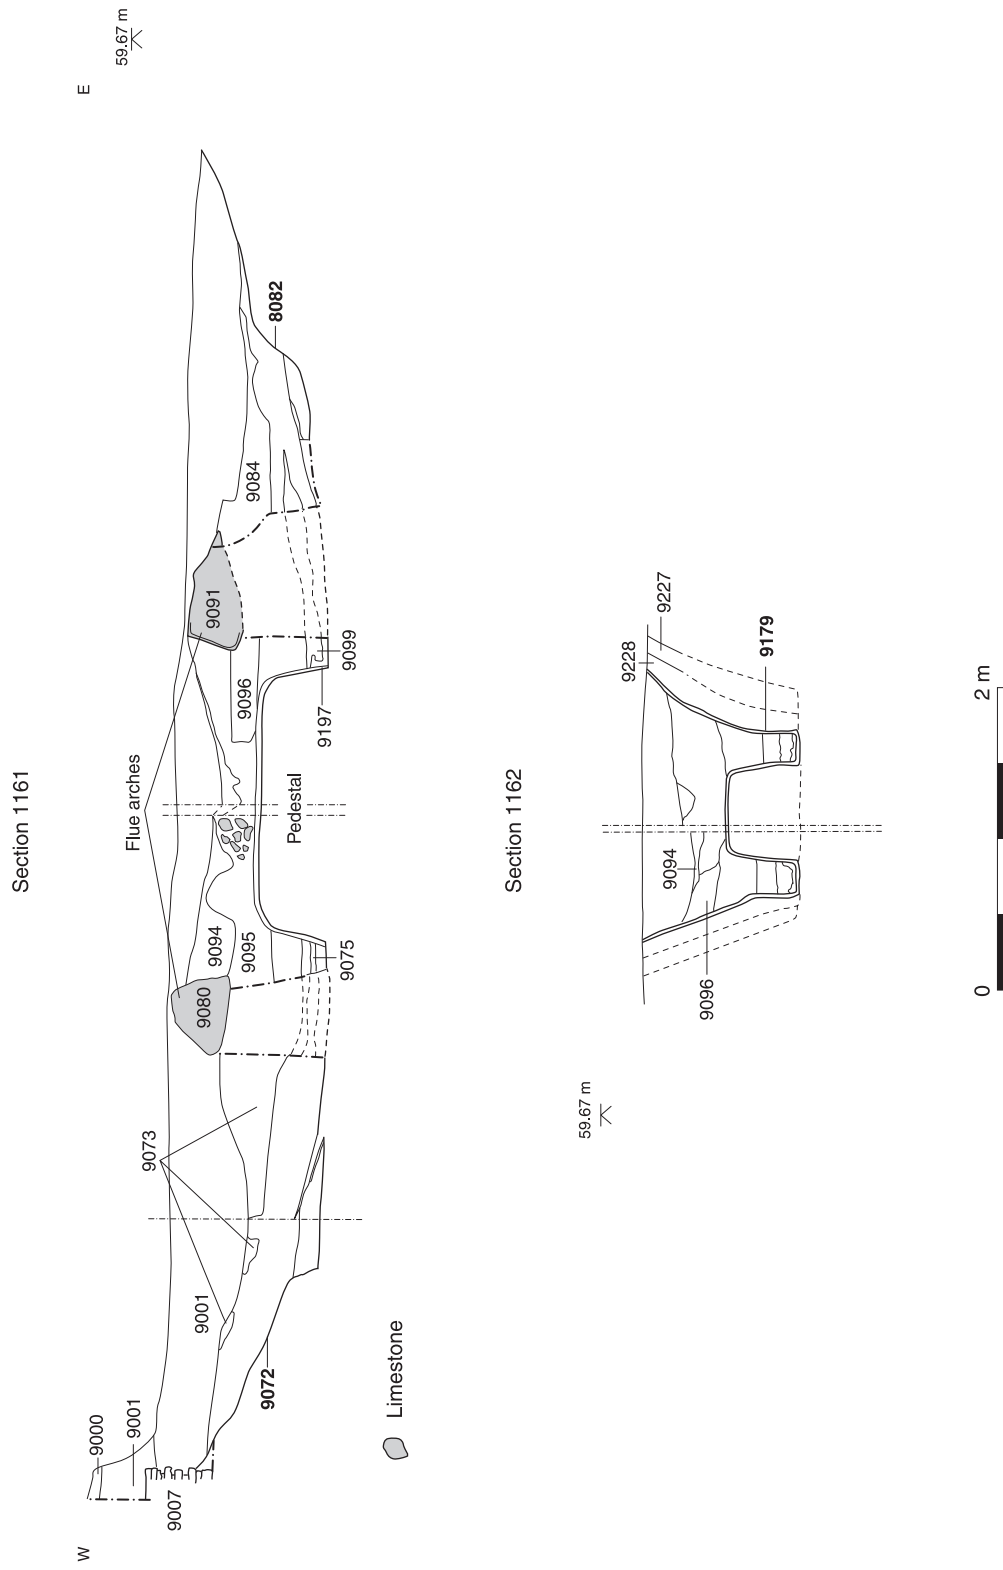 Section 1161
W
E
59.67 m
9000
9001
9007
9001
9072
9073
Flue arches
9080
9094
9095
9075
Pedestal
9096
9197
9099
9091
9084
8082
Limestone
Section 1162
59.67 m
9096
9094
9228
9227
9179
0
2 m